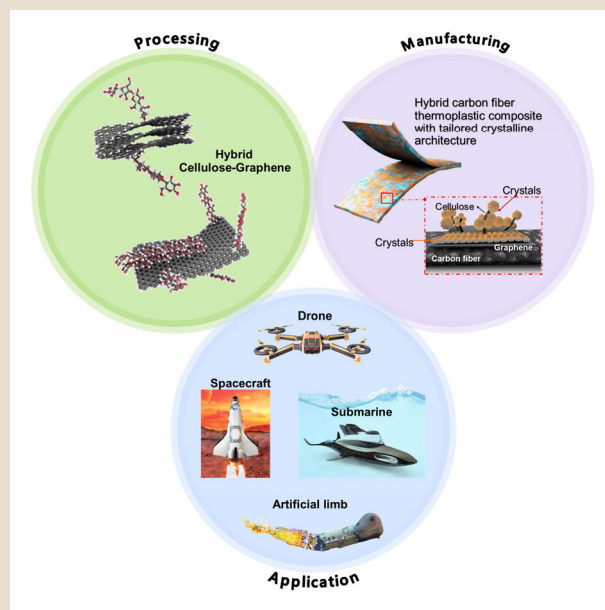 Processing
Hybrid
Cellulose-Graphene
Manufacturing
Hybrid carbon fiber
thermoplastic composite
with tailored crystalline
architecture
Crystals
Cellulose
Crystals
Graphene
Carbon fiber
Drone
Spacecraft
Submarine
Artificial limb
Application